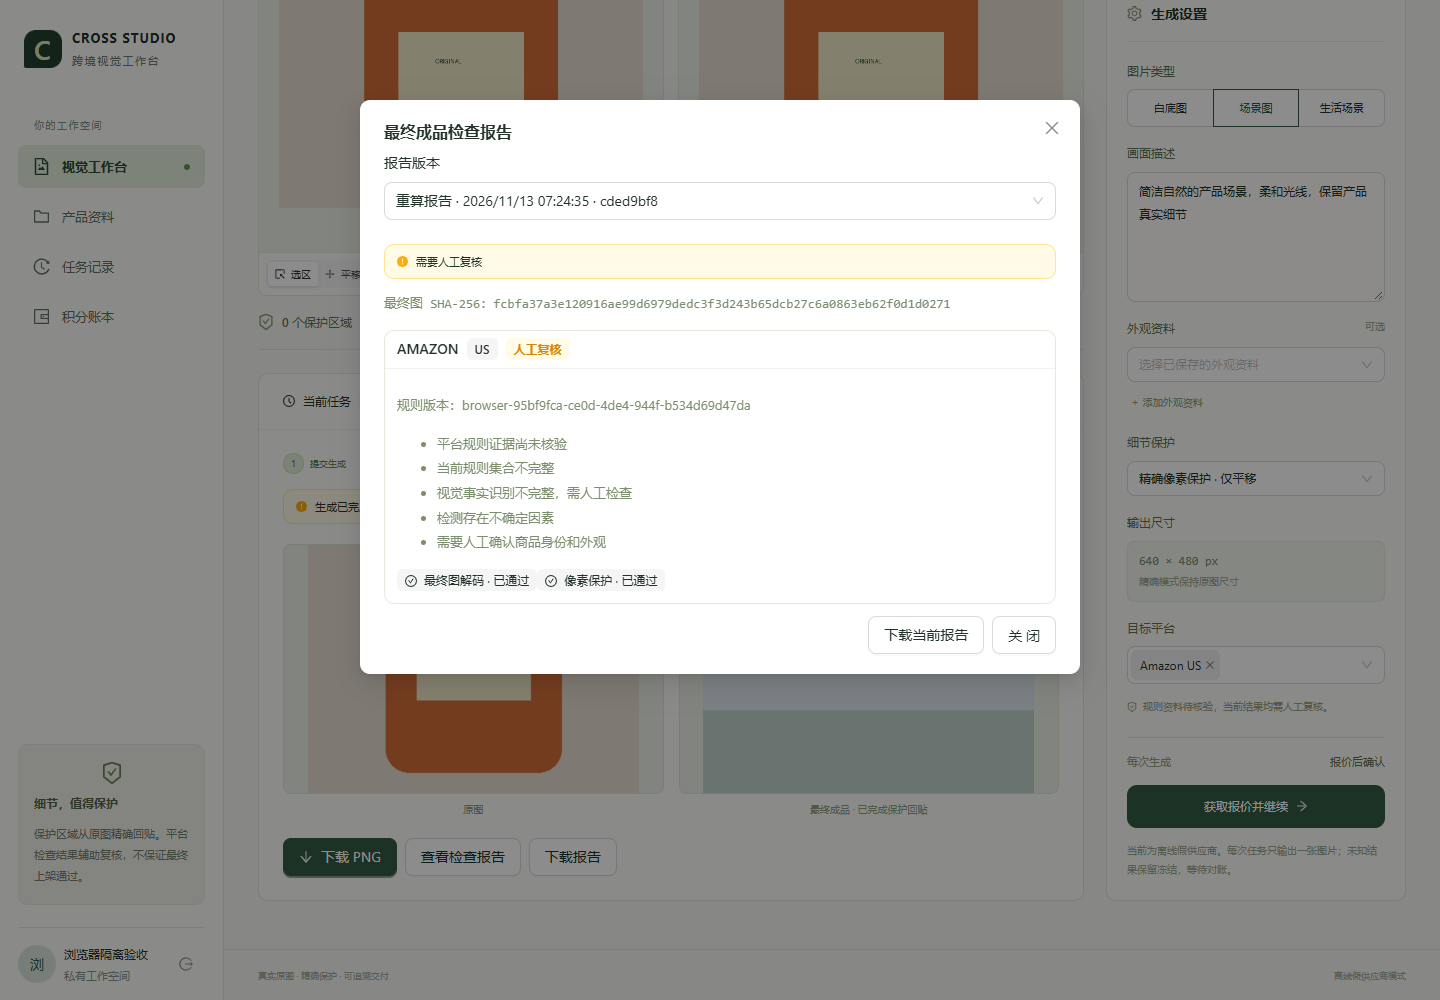 CROSS STUDIO
跨境视觉工作台
你的工作空间
视觉工作台
产品资料
任务记录
积分账本
细节，值得保护
保护区域从原图精确回贴。平台
检查结果辅助复核，不保证最终
上架通过。
浏览器隔离验收
私有工作空间
浏
ORIGINAL
ORIGINAL
选区
平移
0 个保护区域
当前任务
1 提交生成
生成已完
原图
最终成品 · 已完成保护回贴
下载 PNG
查看检查报告
下载报告
真实原图 · 精确保护 · 可追溯交付
离线假供应商模式
最终成品检查报告
报告版本
重算报告 · 2026/11/13 07:24:35 · cded9bf8
需要人工复核
最终图 SHA-256: fcbfa37a3e120916ae99d6979dedc3f3d243b65dcb27c6a0863eb62f0d1d0271
AMAZON US 人工复核
规则版本：browser-95bf9fca-ce0d-4de4-944f-b534d69d47da
平台规则证据尚未核验
当前规则集合不完整
视觉事实识别不完整，需人工检查
检测存在不确定因素
需要人工确认商品身份和外观
最终图解码 · 已通过
像素保护 · 已通过
下载当前报告
关 闭
生成设置
图片类型
白底图
场景图
生活场景
画面描述
简洁自然的产品场景，柔和光线，保留产品
真实细节
外观资料
可选
选择已保存的外观资料
+ 添加外观资料
细节保护
精确像素保护 · 仅平移
输出尺寸
640 × 480 px
精确模式保持原图尺寸
目标平台
Amazon US
规则资料待核验，当前结果均需人工复核。
每次生成
报价后确认
获取报价并继续
当前为离线假供应商。每次任务只输出一张图片；未知结
果保留冻结，等待对账。